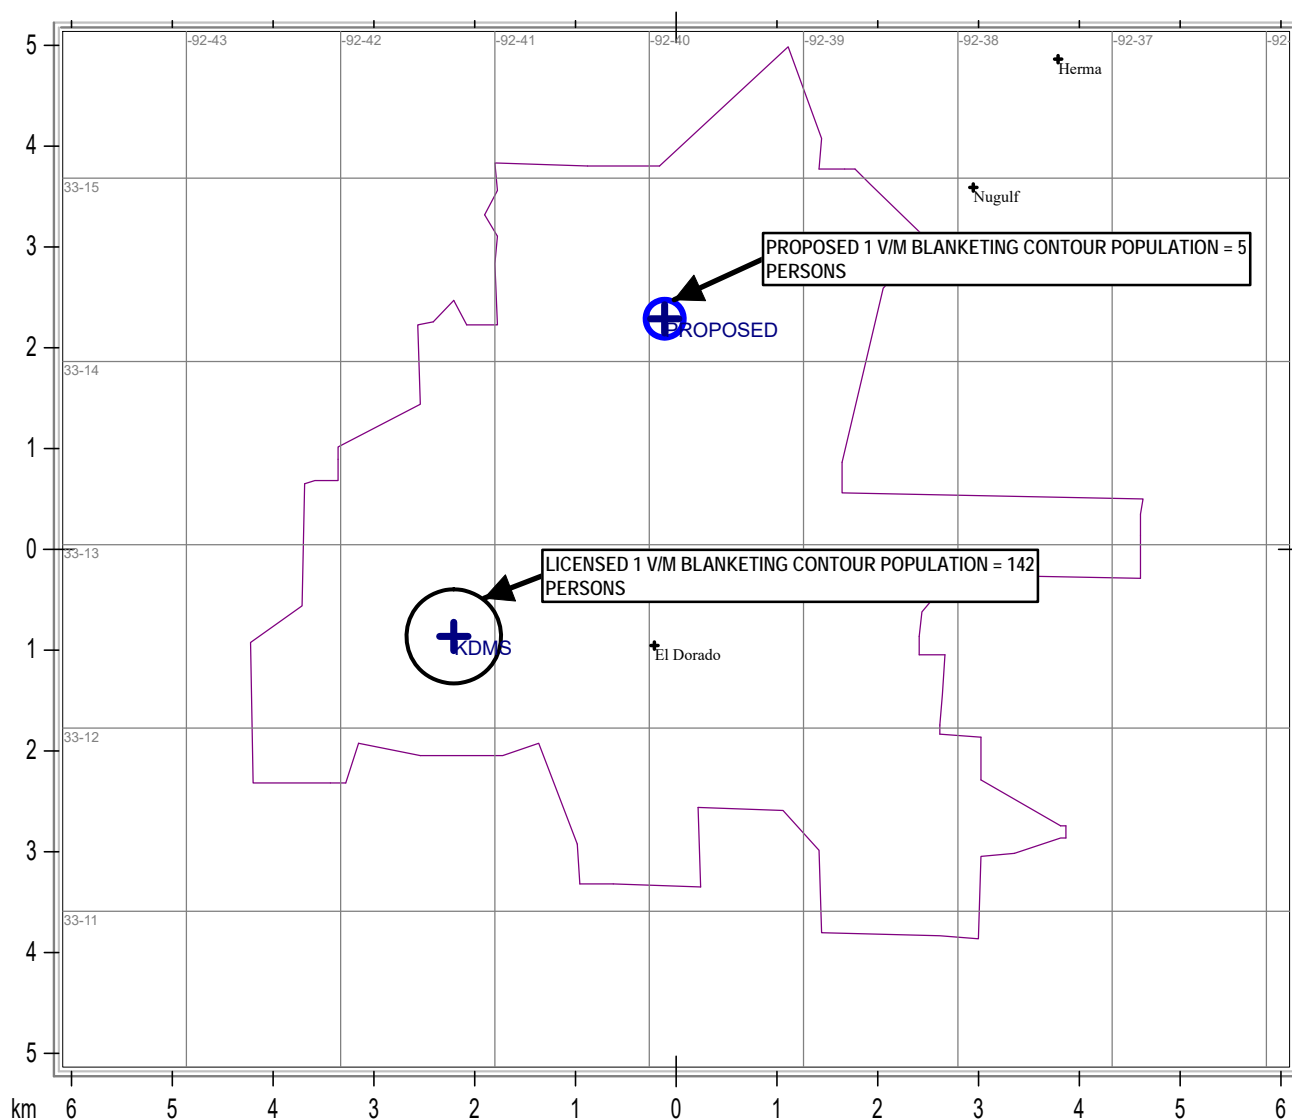 5
-92-43
-92-42
-92-41
-92-40
-92-39
-92-38
-92-37
-92-
Herma
4
33-15
Nugulf
3
PROPOSED 1 V/M BLANKETING CONTOUR POPULATION = 5
PERSONS
PROPOSED
2
33-14
1
0
33-13
LICENSED 1 V/M BLANKETING CONTOUR POPULATION = 142
PERSONS
1
KDMS
El Dorado
33-12
2
3
33-11
4
5
km 6 5 4 3 2 1 0 1 2 3 4 5 6